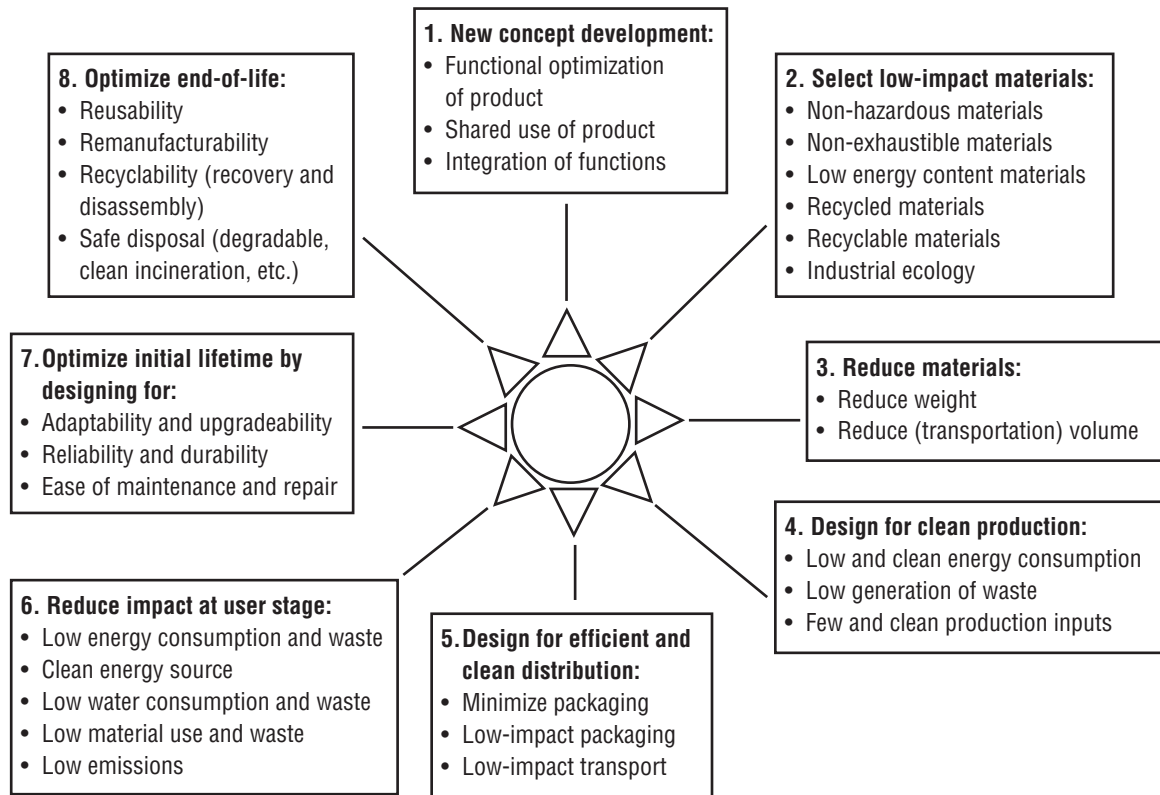 1. New concept development:
• Functional optimization
of product
• Shared use of product
• Integration of functions
2. Select low-impact materials:
• Non-hazardous materials
• Non-exhaustible materials
• Low energy content materials
• Recycled materials
• Recyclable materials
• Industrial ecology
3. Reduce materials:
• Reduce weight
• Reduce (transportation) volume
4. Design for clean production:
• Low and clean energy consumption
• Low generation of waste
• Few and clean production inputs
5. Design for efficient and
clean distribution:
• Minimize packaging
• Low-impact packaging
• Low-impact transport
6. Reduce impact at user stage:
• Low energy consumption and waste
• Clean energy source
• Low water consumption and waste
• Low material use and waste
• Low emissions
7. Optimize initial lifetime by
designing for:
• Adaptability and upgradeability
• Reliability and durability
• Ease of maintenance and repair
8. Optimize end-of-life:
• Reusability
• Remanufacturability
• Recyclability (recovery and
disassembly)
• Safe disposal (degradable,
clean incineration, etc.)